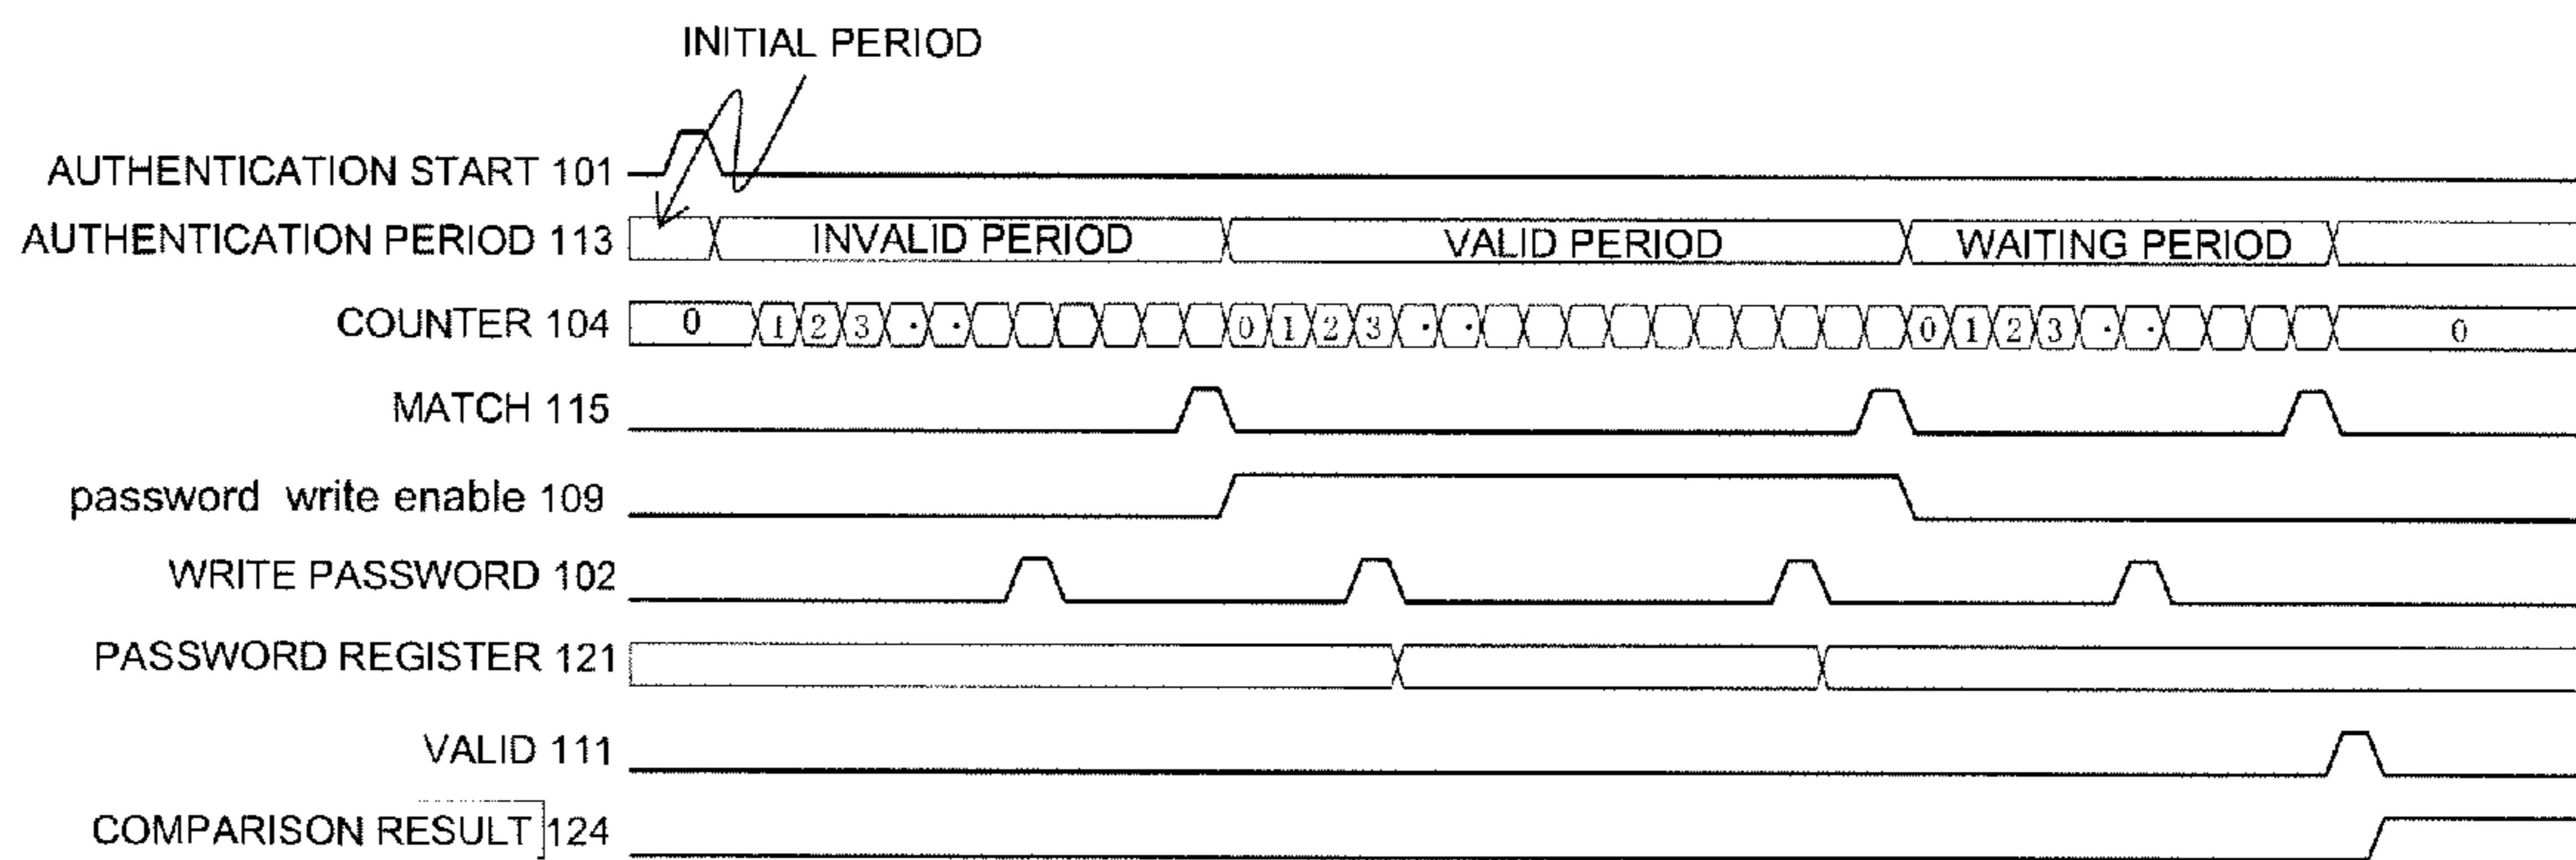 INITIAL PERIOD
AUTHENTICATION START 101
AUTHENTICATION PERIOD 113 INVALID PERIOD VALID PERIOD WAITING PERIOD
COUNTER 104 0 1 2 3 · · 0 1 2 3 · · 0 1 2 3 · · 0
MATCH 115
password write enable 109
WRITE PASSWORD 102
PASSWORD REGISTER 121
VALID 111
COMPARISON RESULT 124